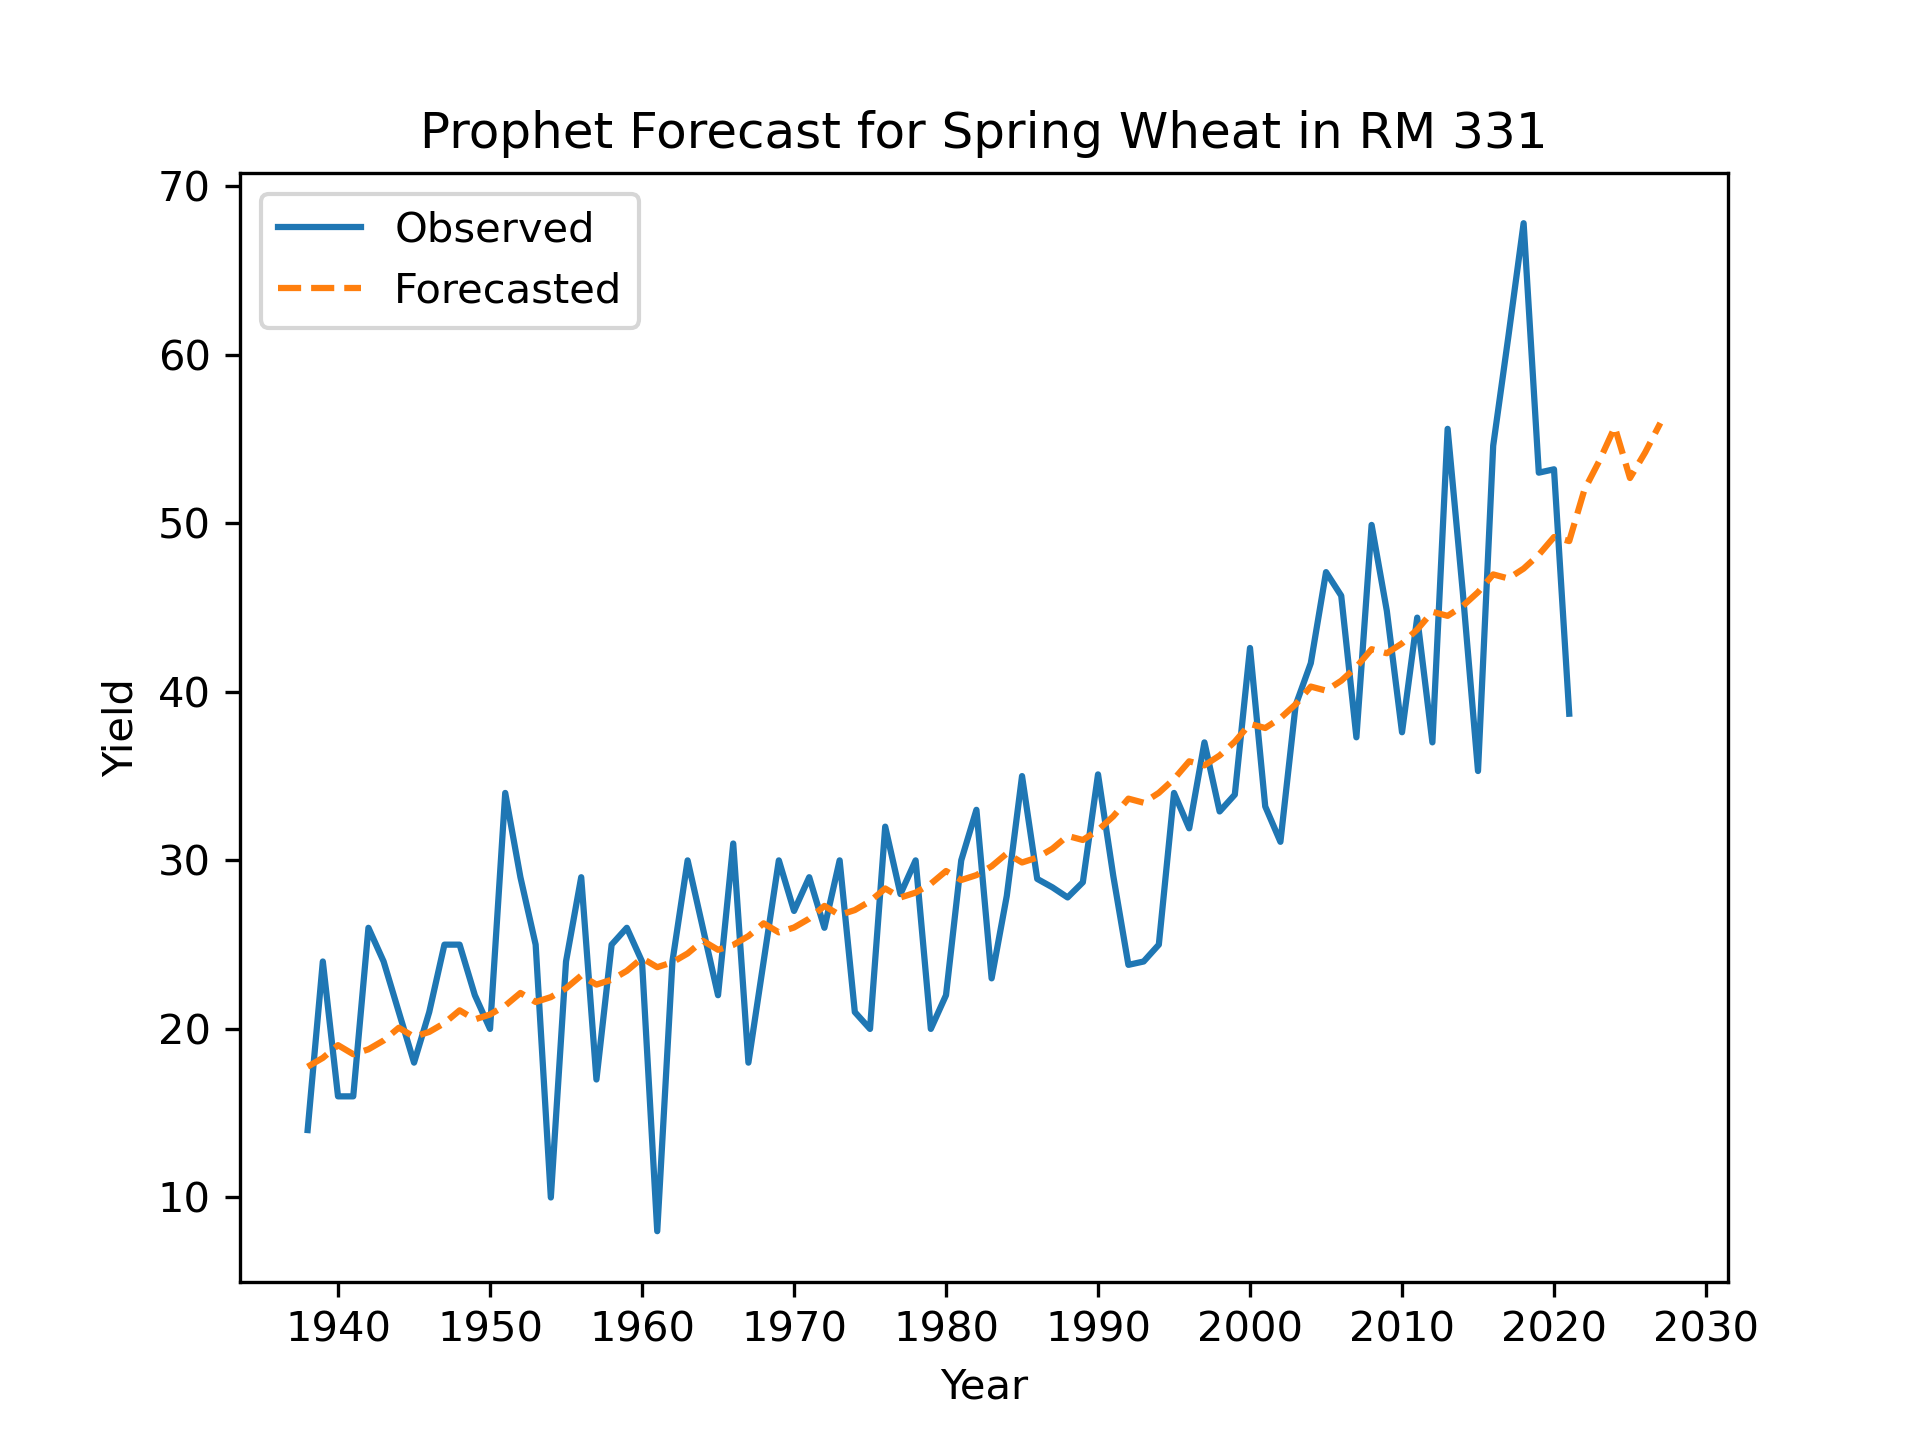 Prophet Forecast for Spring Wheat in RM 331
Observed
Forecasted
70
60
50
40
30
20
10
Yield
1940 1950 1960 1970 1980 1990 2000 2010 2020 2030
Year